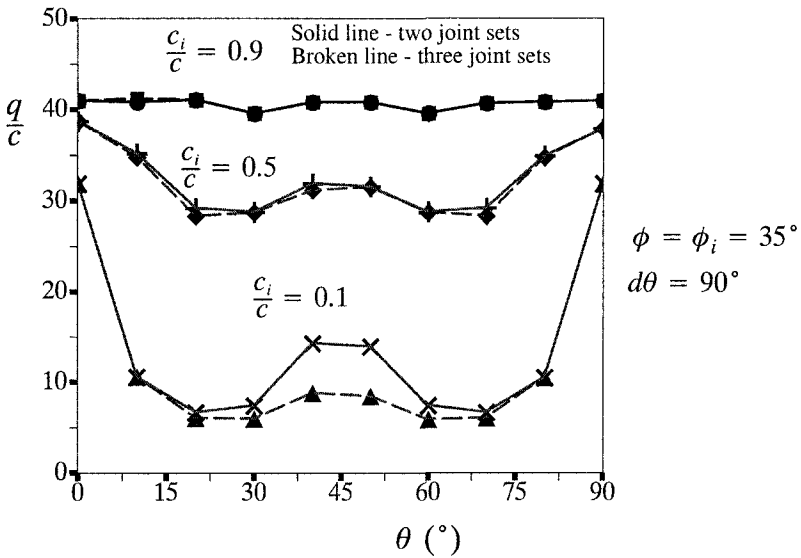 50
c_i/c = 0.9
Solid line - two joint sets
Broken line - three joint sets
40
q/c
c_i/c = 0.5
30
ϕ = ϕ_i = 35°
dθ = 90°
20
c_i/c = 0.1
10
0
0 15 30 45 60 75 90
θ (°)